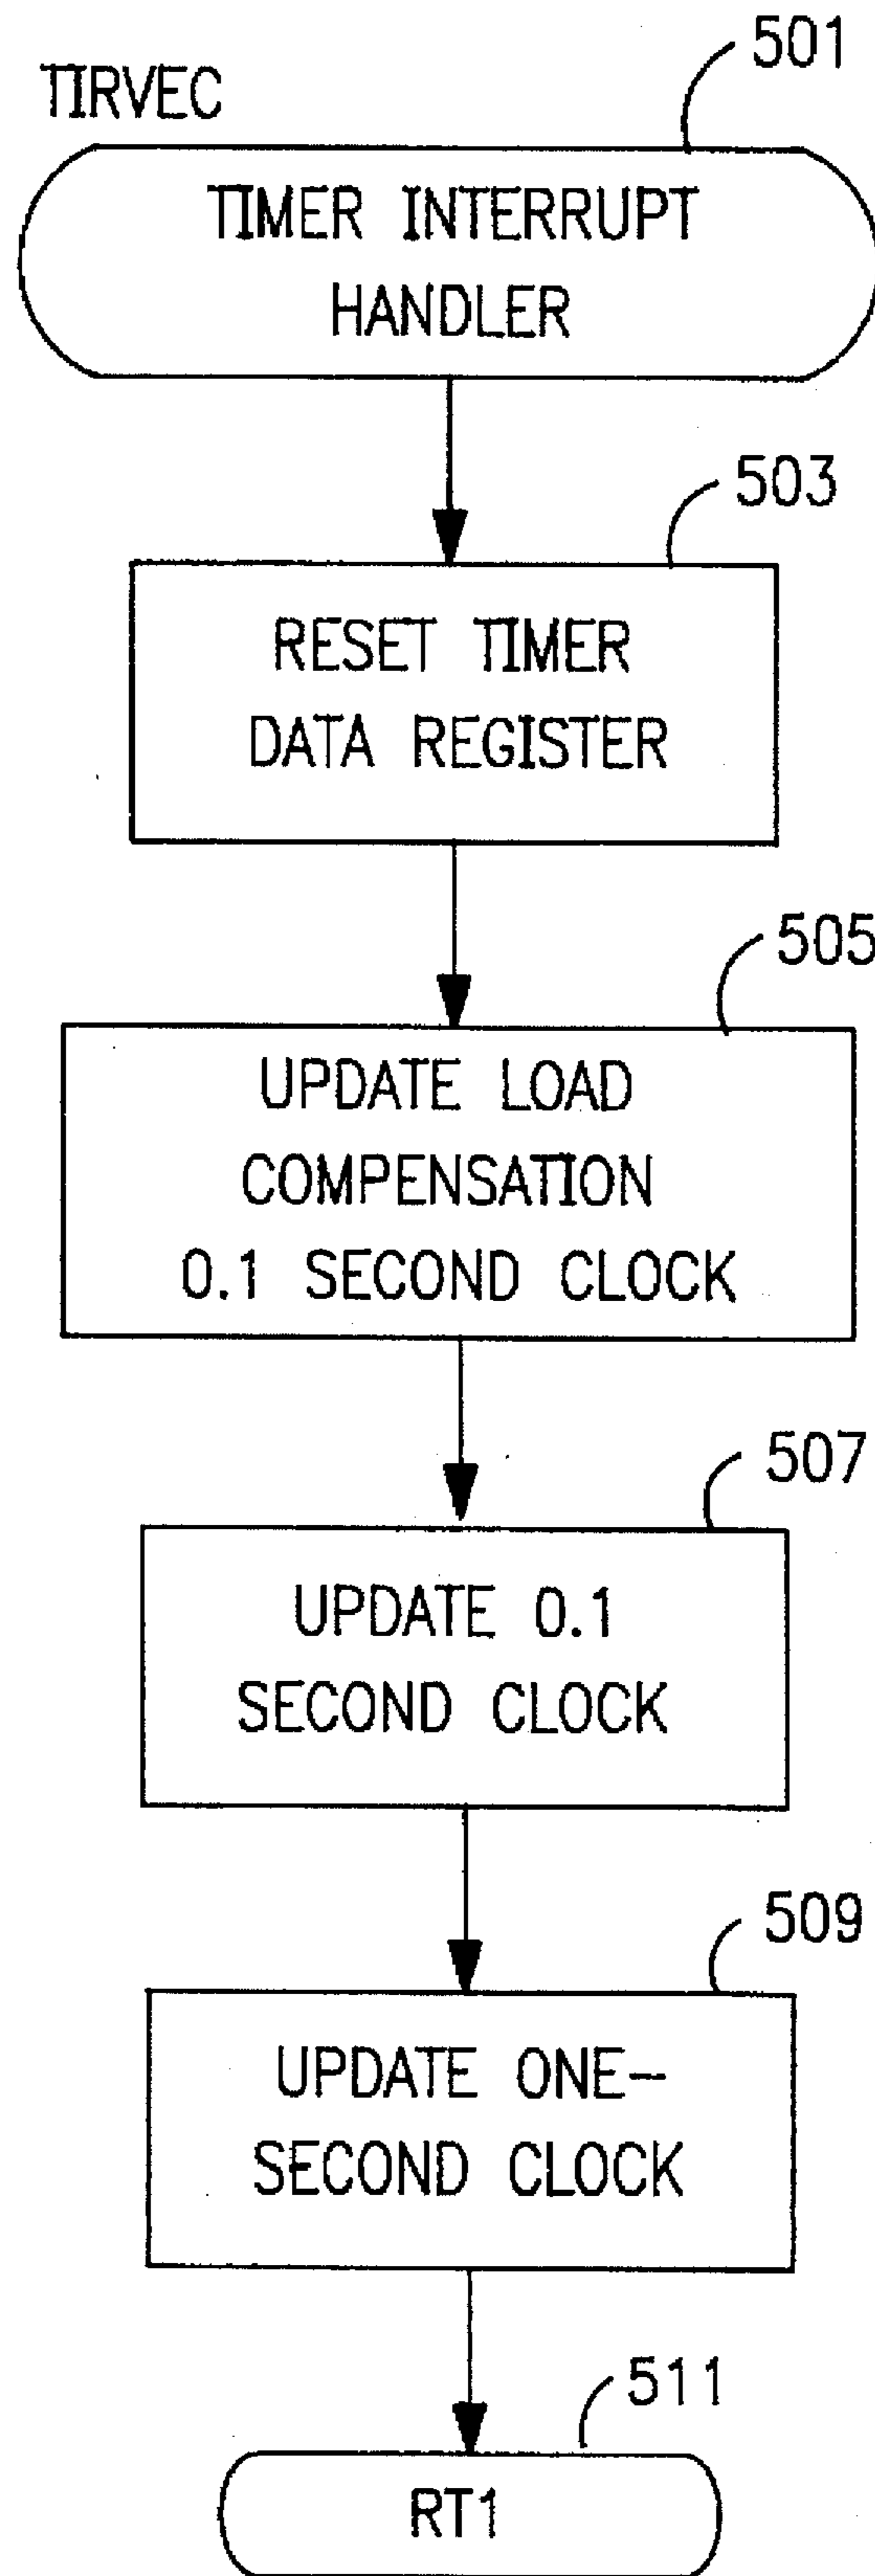 501
TIRVEC
TIMER INTERRUPT
HANDLER
503
RESET TIMER
DATA REGISTER
505
UPDATE LOAD
COMPENSATION
0.1 SECOND CLOCK
507
UPDATE 0.1
SECOND CLOCK
509
UPDATE ONE-
SECOND CLOCK
511
RT1